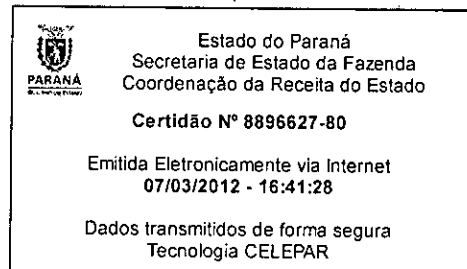 Estado do Paraná
Secretaria de Estado da Fazenda
PARANÁ
Coordenação da Receita do Estado
Certidão Nº 8896627-80
Emitida Eletronicamente via Internet
07/03/2012 - 16:41:28
Dados transmitidos de forma segura
Tecnologia CELEPAR